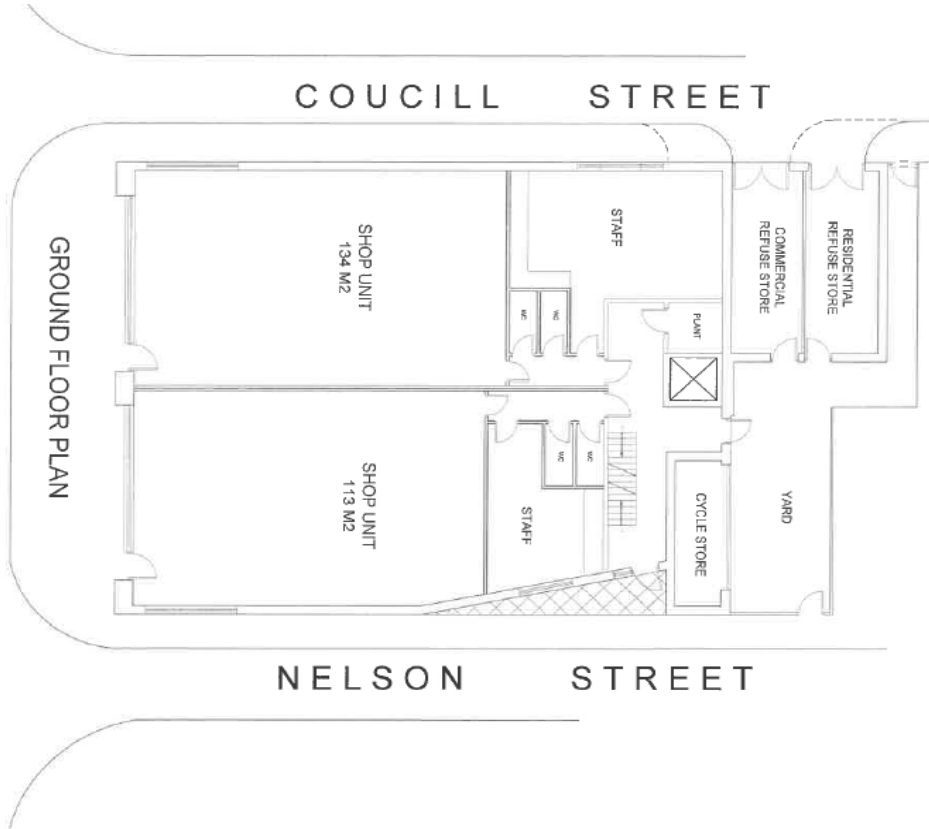 COUCILL STREET
GROUND FLOOR PLAN
SHOP UNIT
134 M2
STAFF
COMMERCIAL
REFUSE STORE
RESIDENTIAL
REFUSE STORE
WC
WC
PLANT
SHOP UNIT
113 M2
WC
WC
STAFF
CYCLE STORE
YARD
NELSON STREET